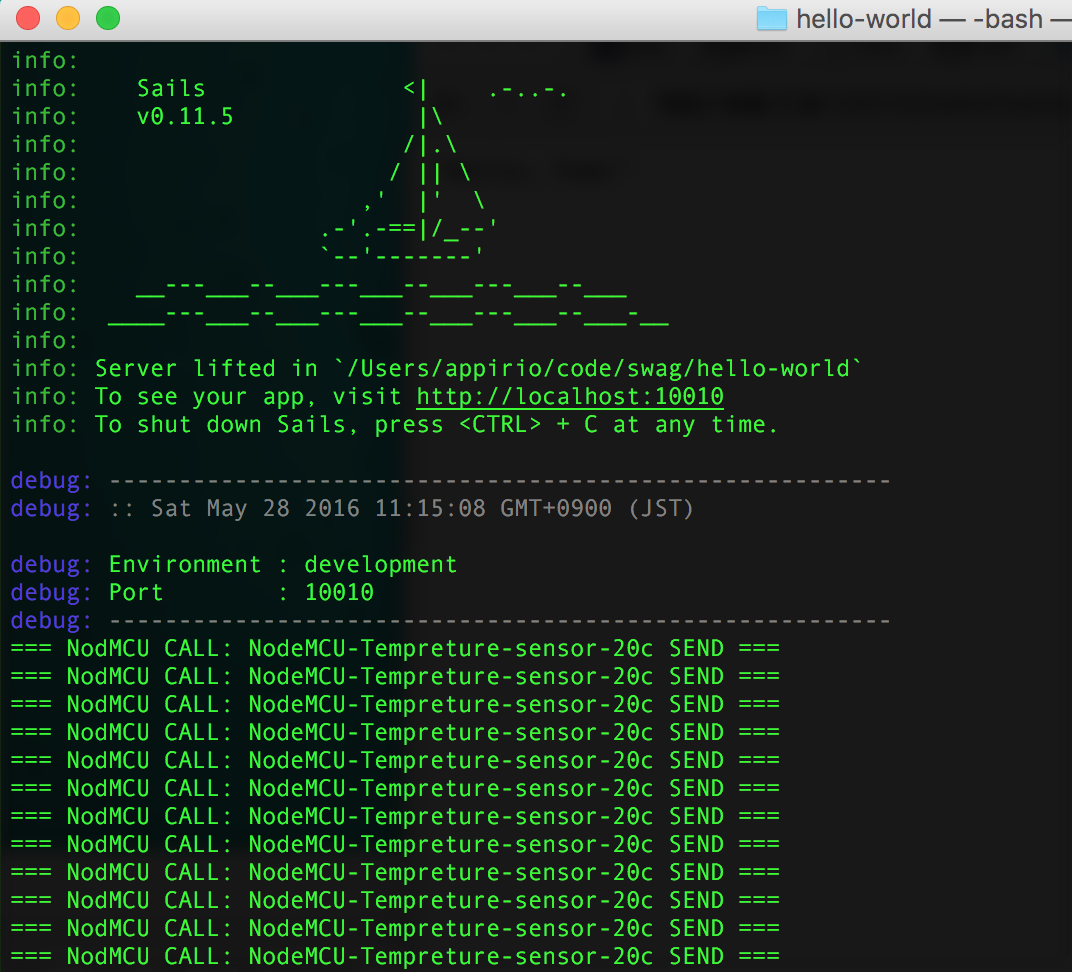 hello-world — -bash —
info:
info:    Sails              <|    .-..-.
info:    v0.11.5             |\
info:                       /|.\
info:                      / || \
info:                    ,'  |'  \
info:                 .-'.-==|/_--'
info:                 `--'-------'
info:    __---___--___---___--___---___--___
info:  ____---___--___---___--___---___--___-__
info:
info: Server lifted in `/Users/appirio/code/swag/hello-world`
info: To see your app, visit http://localhost:10010
info: To shut down Sails, press <CTRL> + C at any time.
debug: --------------------------------------------------------
debug: :: Sat May 28 2016 11:15:08 GMT+0900 (JST)
debug: Environment : development
debug: Port        : 10010
debug: --------------------------------------------------------
=== NodMCU CALL: NodeMCU-Tempreture-sensor-20c SEND ===
=== NodMCU CALL: NodeMCU-Tempreture-sensor-20c SEND ===
=== NodMCU CALL: NodeMCU-Tempreture-sensor-20c SEND ===
=== NodMCU CALL: NodeMCU-Tempreture-sensor-20c SEND ===
=== NodMCU CALL: NodeMCU-Tempreture-sensor-20c SEND ===
=== NodMCU CALL: NodeMCU-Tempreture-sensor-20c SEND ===
=== NodMCU CALL: NodeMCU-Tempreture-sensor-20c SEND ===
=== NodMCU CALL: NodeMCU-Tempreture-sensor-20c SEND ===
=== NodMCU CALL: NodeMCU-Tempreture-sensor-20c SEND ===
=== NodMCU CALL: NodeMCU-Tempreture-sensor-20c SEND ===
=== NodMCU CALL: NodeMCU-Tempreture-sensor-20c SEND ===
=== NodMCU CALL: NodeMCU-Tempreture-sensor-20c SEND ===